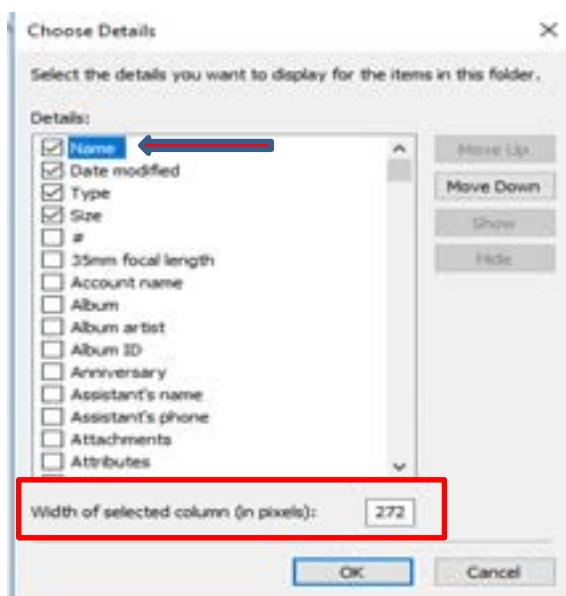 Choose Details
Select the details you want to display for the items in this folder.
Details:
Name
Date modified
Type
Size
#
35mm focal length
Account name
Album
Album artist
Album ID
Anniversary
Assistant's name
Assistant's phone
Attachments
Attributes
Move Up
Move Down
Show
Hide
Width of selected column (in pixels): 272
OK Cancel